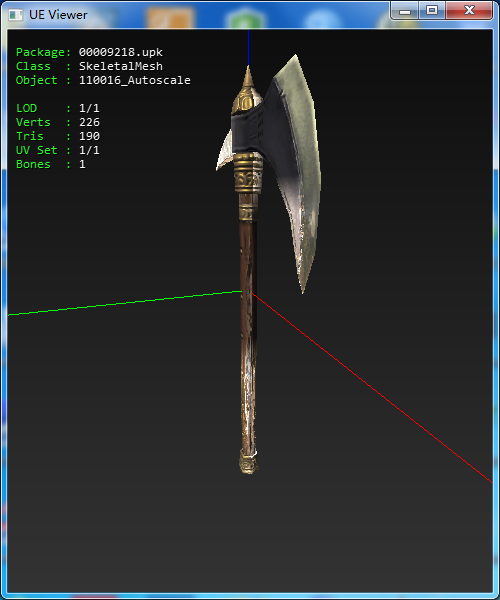 UE Viewer
Package: 00009218.upk
Class  : SkeletalMesh
Object : 110016_Autoscale
LOD    : 1/1
Verts  : 226
Tris   : 190
UV Set : 1/1
Bones  : 1